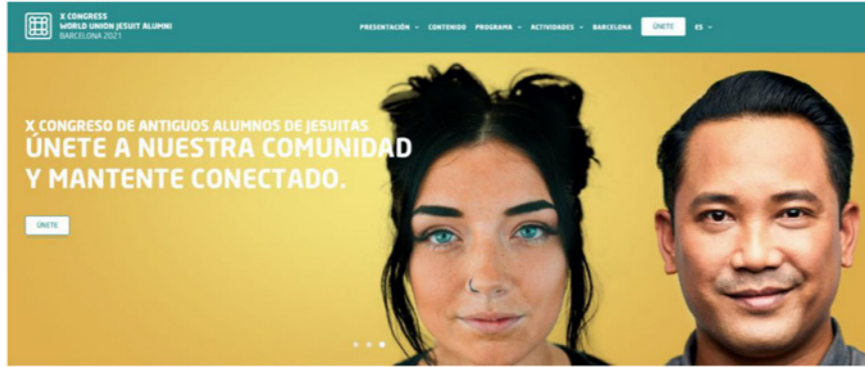 X CONGRESS
WORLD UNION JESUIT ALUMNI
BARCELONA 2021
PRESENTACIÓN CONTENIDO PROGRAMA ACTIVIDADES BARCELONA ÚNETE ES
X CONGRESO DE ANTIGUOS ALUMNOS DE JESUITAS
ÚNETE A NUESTRA COMUNIDAD
Y MANTENTE CONECTADO.
ÚNETE